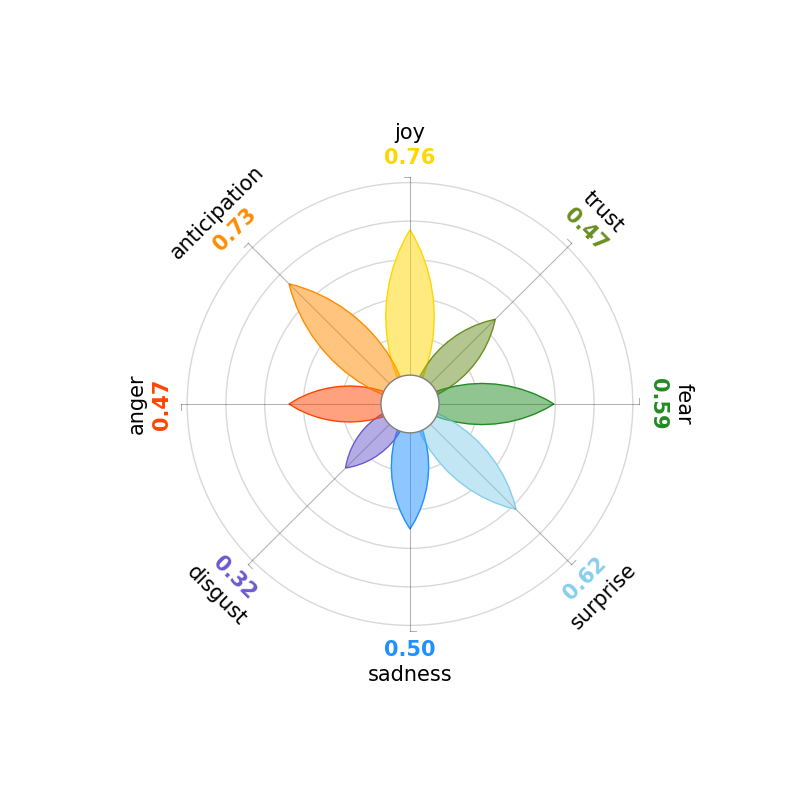 joy
0.76
anticipation
0.73
trust
0.47
anger
0.47
fear
0.59
disgust
0.32
surprise
0.62
0.50
sadness